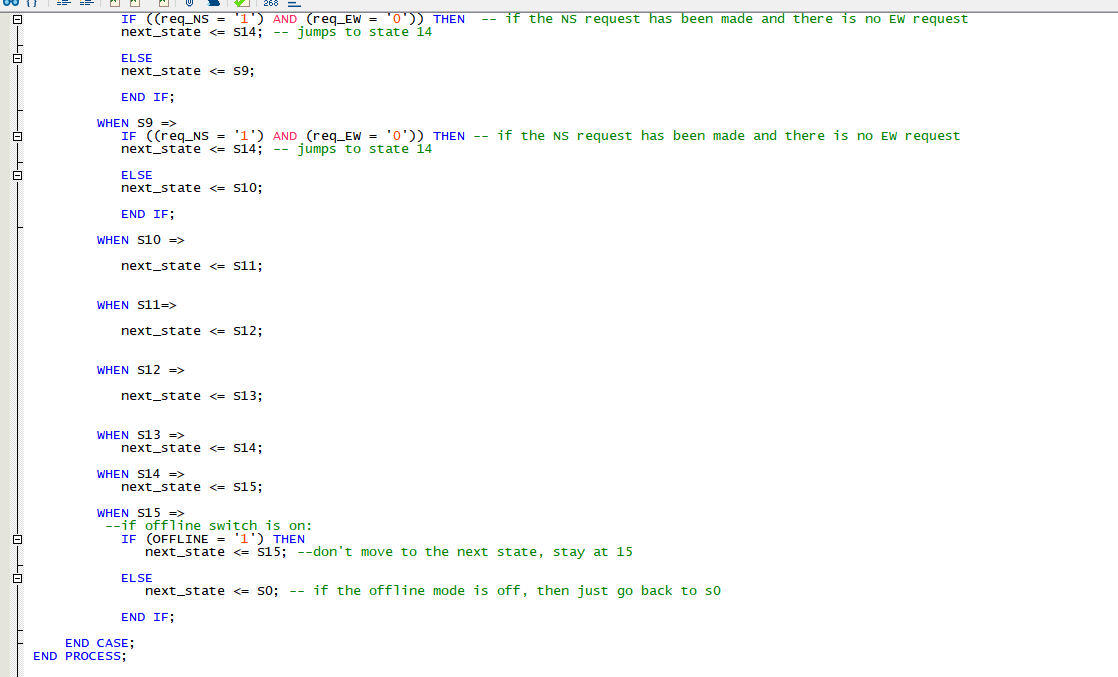 268
IF ((req_NS = '1') AND (req_EW = '0')) THEN  -- if the NS request has been made and there is no EW request
next_state <= S14; -- jumps to state 14
ELSE
next_state <= S9;
END IF;
WHEN S9 =>
IF ((req_NS = '1') AND (req_EW = '0')) THEN -- if the NS request has been made and there is no EW request
next_state <= S14; -- jumps to state 14
ELSE
next_state <= S10;
END IF;
WHEN S10 =>
next_state <= S11;
WHEN S11=>
next_state <= S12;
WHEN S12 =>
next_state <= S13;
WHEN S13 =>
next_state <= S14;
WHEN S14 =>
next_state <= S15;
WHEN S15 =>
--if offline switch is on:
IF (OFFLINE = '1') THEN
next_state <= S15; --don't move to the next state, stay at 15
ELSE
next_state <= S0; -- if the offline mode is off, then just go back to s0
END IF;
END CASE;
END PROCESS;